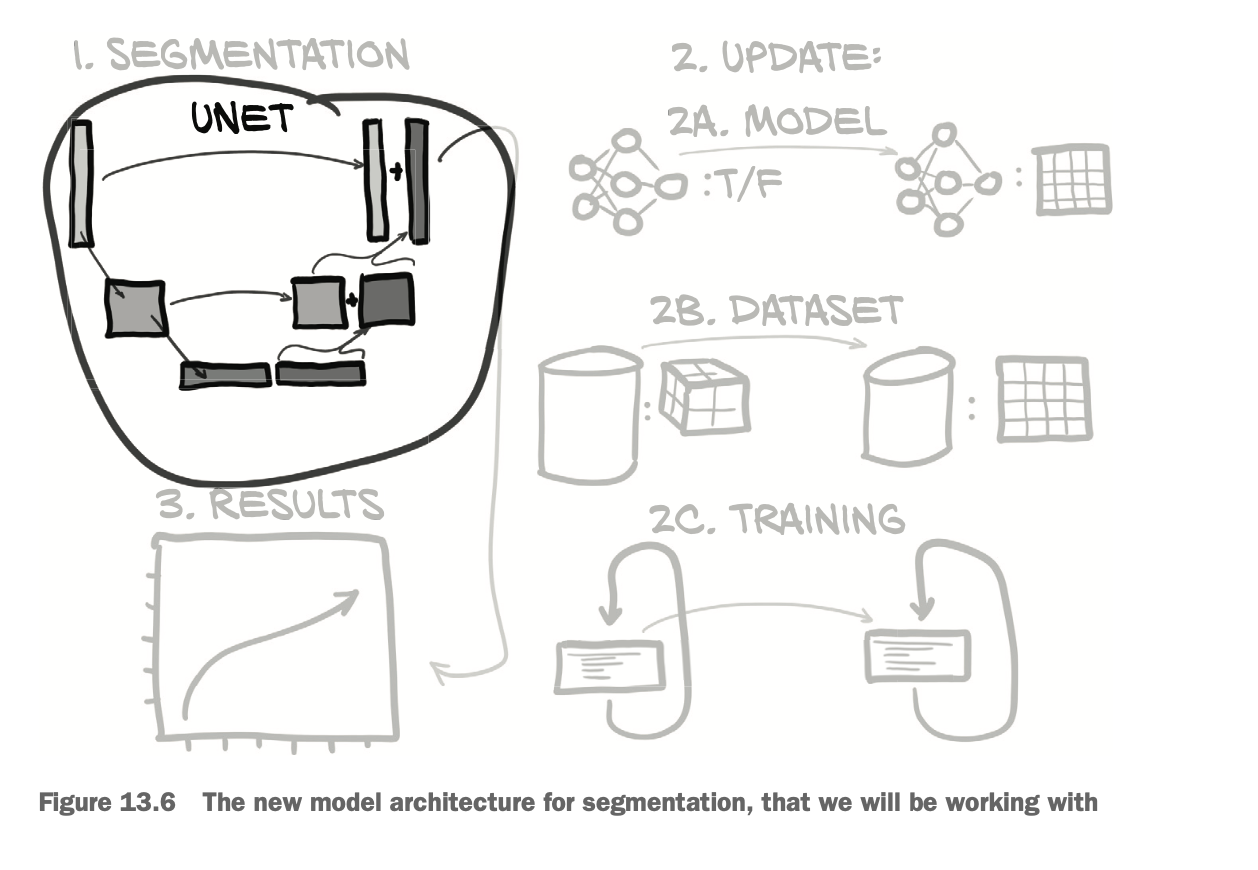 1. SEGMENTATION
UNET
+
+
2. UPDATE:
2A. MODEL
:T/F
:
2B. DATASET
:
:
2C. TRAINING
3. RESULTS
Figure 13.6 The new model architecture for segmentation, that we will be working with